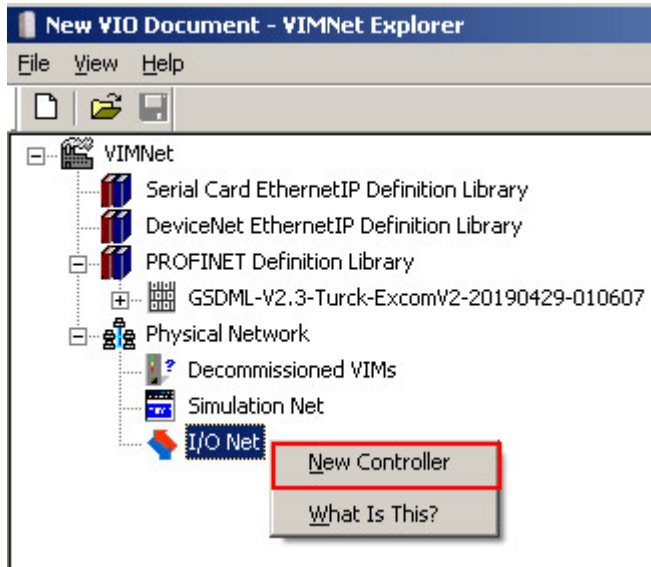 New VIO Document - VIMNet Explorer
File View Help
VIMNet
Serial Card EthernetIP Definition Library
DeviceNet EthernetIP Definition Library
PROFINET Definition Library
GSDML-V2.3-Turck-ExcomV2-20190429-010607
Physical Network
Decommissioned VIMs
Simulation Net
I/O Net
New Controller
What Is This?